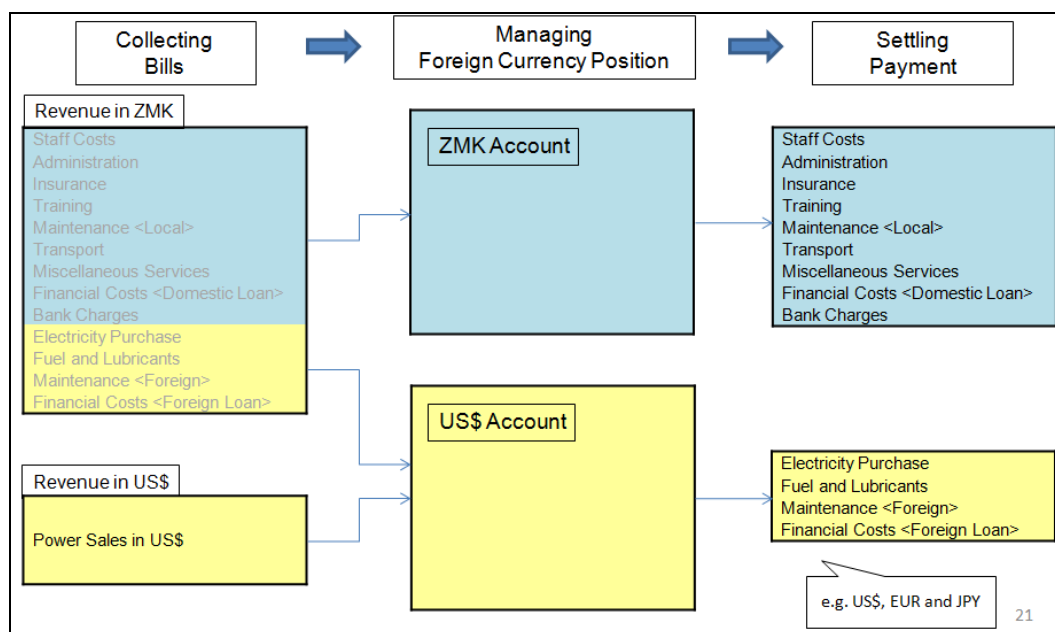 Collecting
Bills
Managing
Foreign Currency Position
Settling
Payment
Revenue in ZMK
Staff Costs
Administration
Insurance
Training
Maintenance <Local>
Transport
Miscellaneous Services
Financial Costs <Domestic Loan>
Bank Charges
Electricity Purchase
Fuel and Lubricants
Maintenance <Foreign>
Financial Costs <Foreign Loan>
Revenue in US$
Power Sales in US$
ZMK Account
US$ Account
Staff Costs
Administration
Insurance
Training
Maintenance <Local>
Transport
Miscellaneous Services
Financial Costs <Domestic Loan>
Bank Charges
Electricity Purchase
Fuel and Lubricants
Maintenance <Foreign>
Financial Costs <Foreign Loan>
e.g. US$, EUR and JPY
21